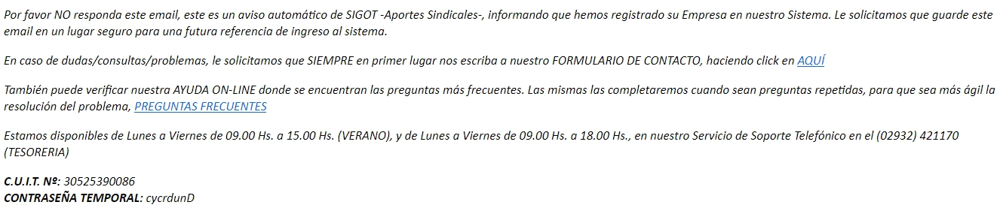 Por favor NO responda este email, este es un aviso automático de SIGOT -Aportes Sindicales-, informando que hemos registrado su Empresa en nuestro Sistema. Le solicitamos que guarde este
email en un lugar seguro para una futura referencia de ingreso al sistema.
En caso de dudas/consultas/problemas, le solicitamos que SIEMPRE en primer lugar nos escriba a nuestro FORMULARIO DE CONTACTO, haciendo click en AQUÍ
También puede verificar nuestra AYUDA ON-LINE donde se encuentran las preguntas más frecuentes. Las mismas las completaremos cuando sean preguntas repetidas, para que sea más ágil la
resolución del problema, PREGUNTAS FRECUENTES
Estamos disponibles de Lunes a Viernes de 09.00 Hs. a 15.00 Hs. (VERANO), y de Lunes a Viernes de 09.00 Hs. a 18.00 Hs., en nuestro Servicio de Soporte Telefónico en el (02932) 421170
(TESORERIA)
C.U.I.T. Nº: 30525390086
CONTRASEÑA TEMPORAL: cycrdunD